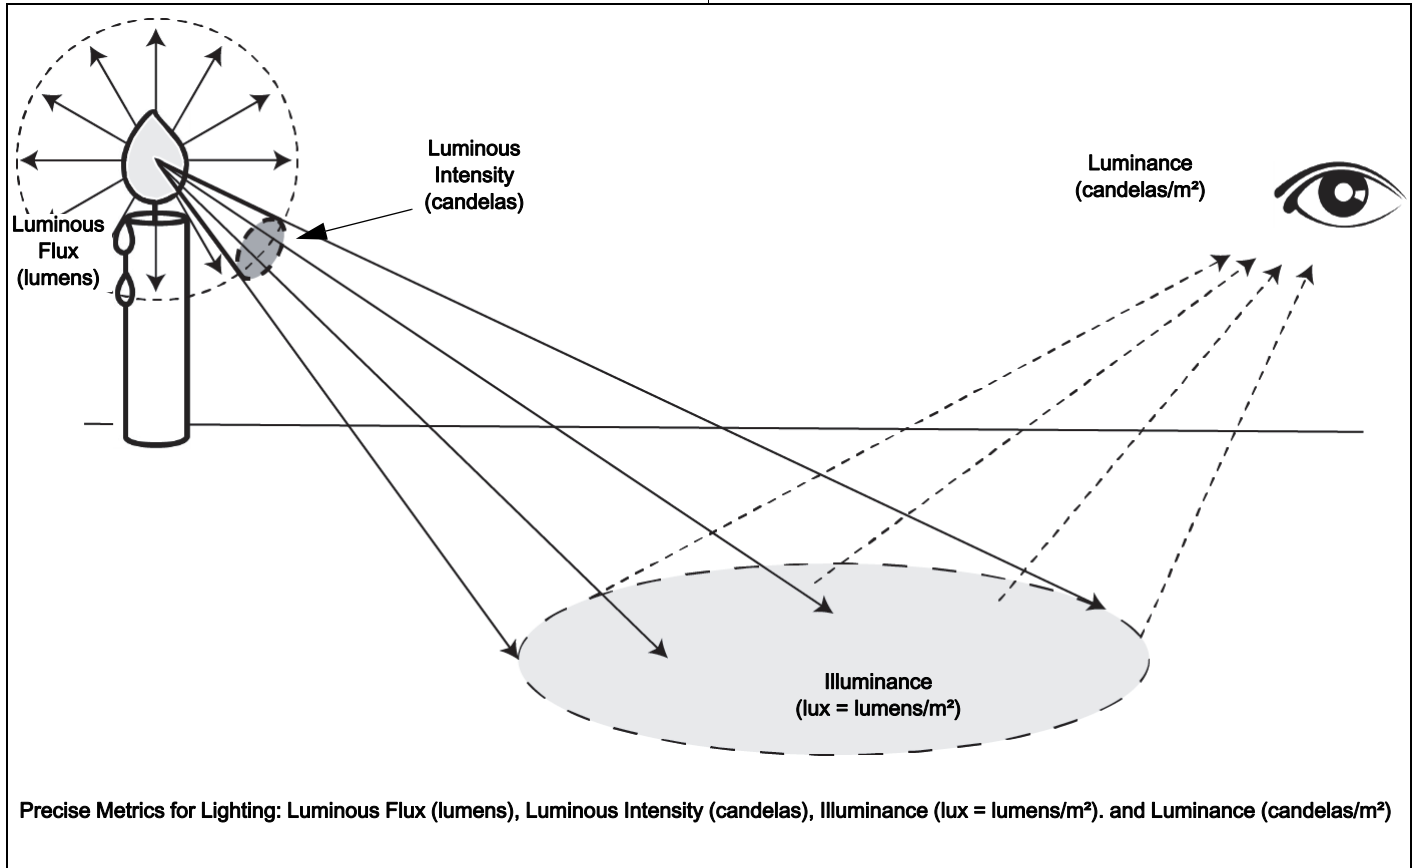 Luminous
Intensity
(candelas)
Luminance
(candelas/m²)
Luminous
Flux
(lumens)
Illuminance
(lux = lumens/m²)
Precise Metrics for Lighting: Luminous Flux (lumens), Luminous Intensity (candelas), Illuminance (lux = lumens/m²). and Luminance (candelas/m²)